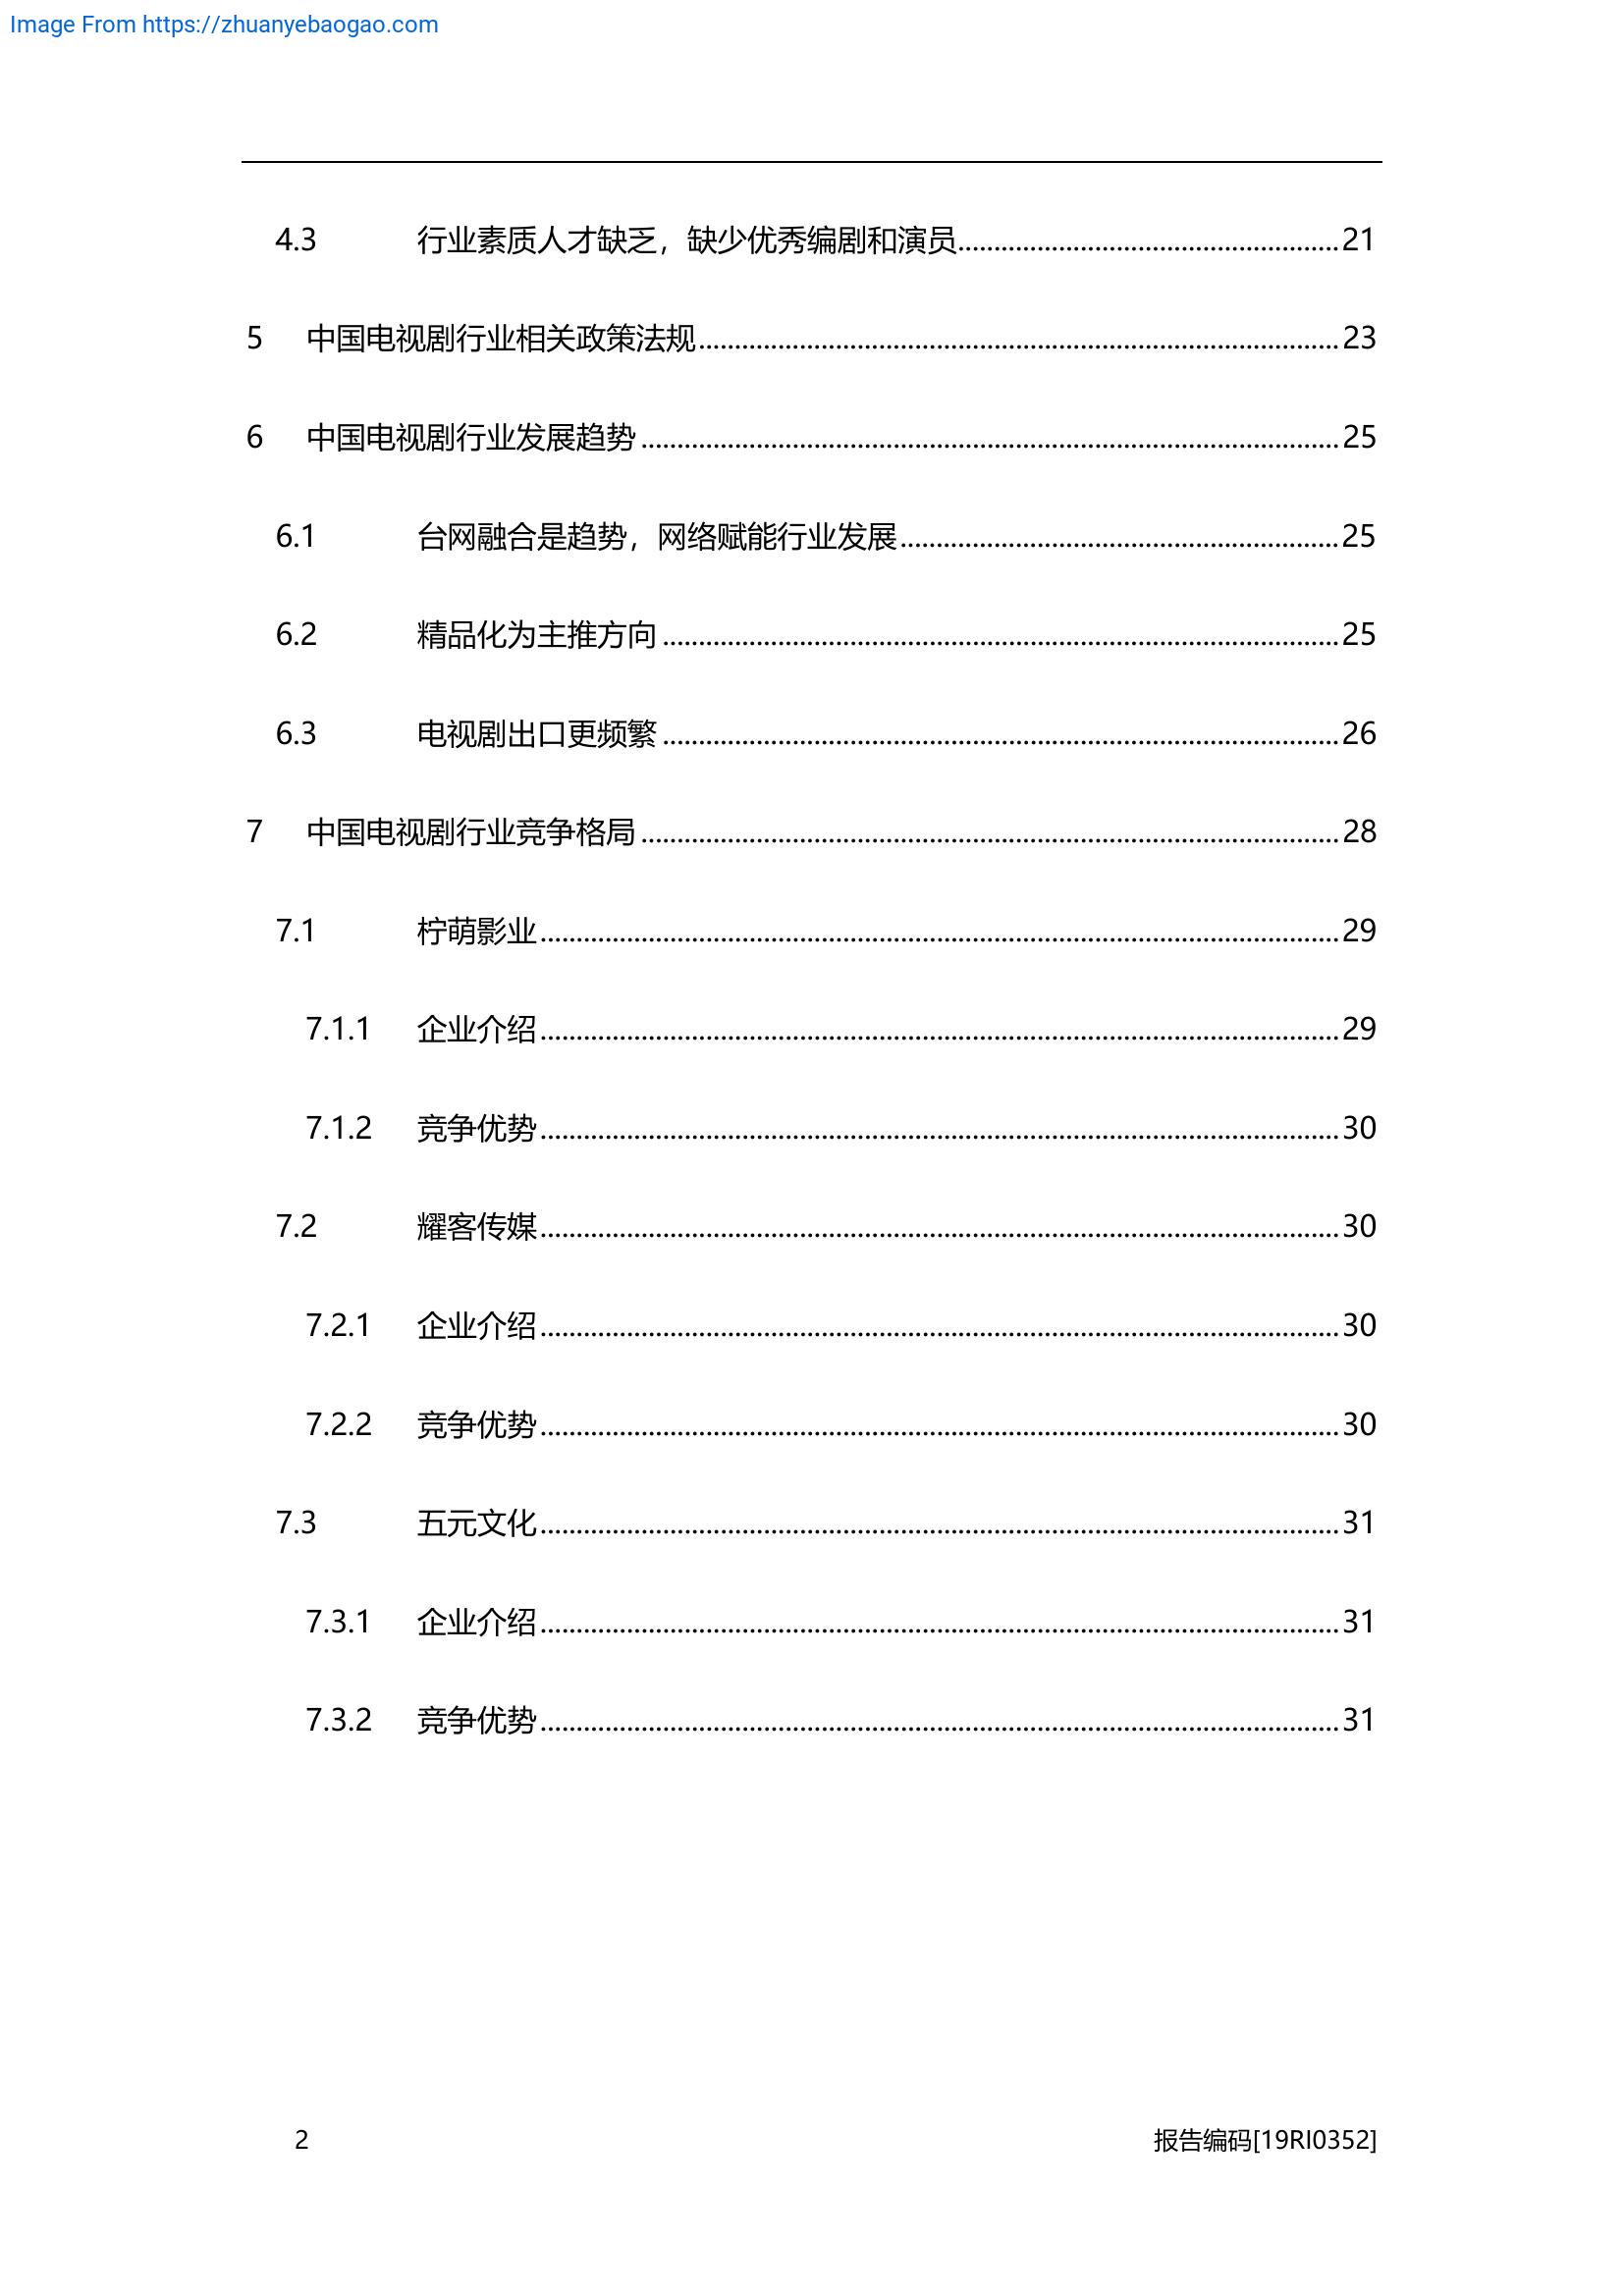 Image From https://zhuanyebaogao.com
4.3 行业素质人才缺乏，缺少优秀编剧和演员................................................21
5 中国电视剧行业相关政策法规................................................23
6 中国电视剧行业发展趋势................................................25
6.1 台网融合是趋势，网络赋能行业发展................................................25
6.2 精品化为主推方向................................................25
6.3 电视剧出口更频繁................................................26
7 中国电视剧行业竞争格局................................................28
7.1 柠萌影业................................................29
7.1.1 企业介绍................................................29
7.1.2 竞争优势................................................30
7.2 耀客传媒................................................30
7.2.1 企业介绍................................................30
7.2.2 竞争优势................................................30
7.3 五元文化................................................31
7.3.1 企业介绍................................................31
7.3.2 竞争优势................................................31
2 报告编码[19RI0352]